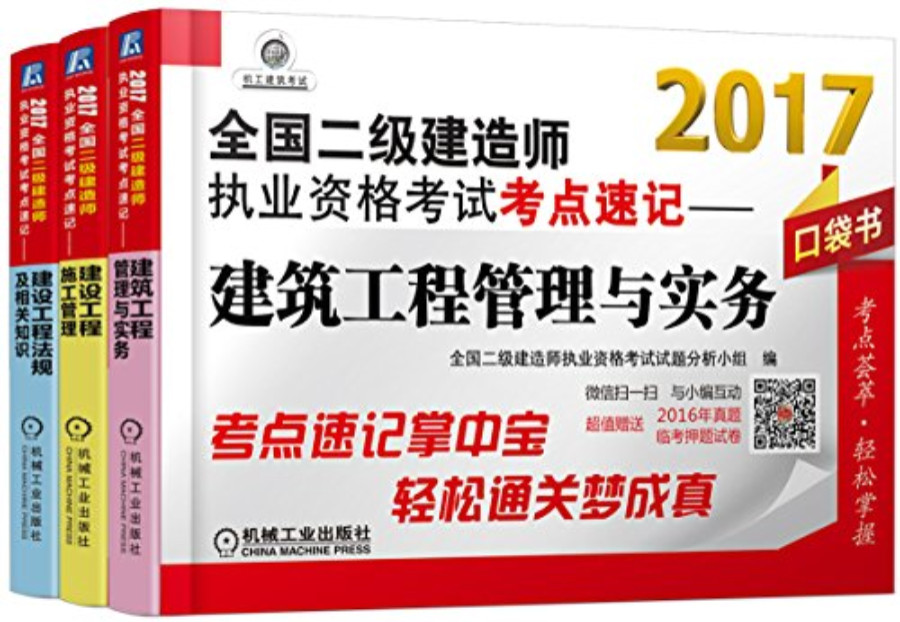 2017 全国二级建造师
执业资格考试考点速记——
建设工程法规
及相关知识
机械工业出版社
CHINA MACHINE PRESS
2017 全国二级建造师
执业资格考试考点速记——
建设工程
施工管理
机械工业出版社
CHINA MACHINE PRESS
2017 全国二级建造师
执业资格考试考点速记——
建筑工程
管理与实务
机械工业出版社
CHINA MACHINE PRESS
机工建筑考试
2017
全国二级建造师
执业资格考试考点速记——
口袋书
建筑工程管理与实务
全国二级建造师执业资格考试试题分析小组 编
微信扫一扫 与小编互动
超值赠送 2016年真题
临考押题试卷
考点速记掌中宝
轻松通关梦成真
考点荟萃·轻松掌握
机械工业出版社
CHINA MACHINE PRESS